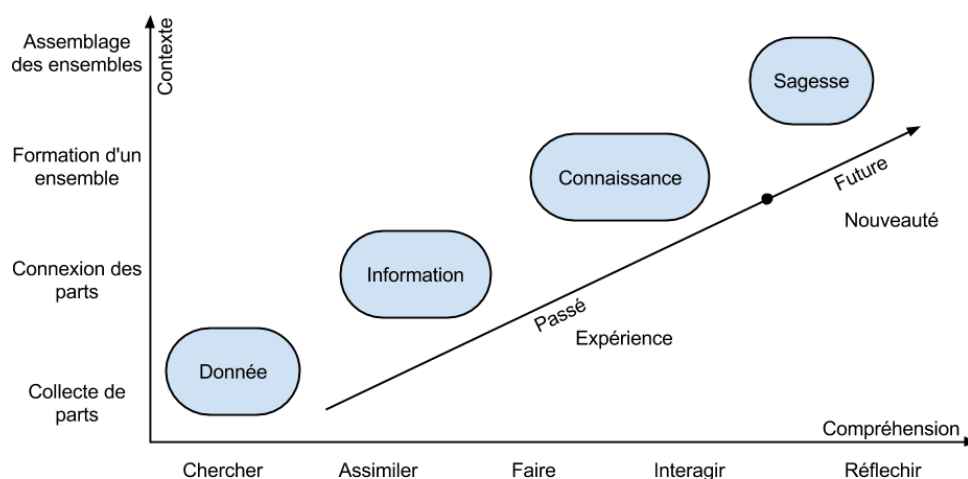 Assemblage
des ensembles
Contexte
Sagesse
Formation d'un
ensemble
Connaissance
Future
Nouveauté
Connexion des
parts
Information
Passé
Expérience
Donnée
Collecte de
parts
Compréhension
Chercher
Assimiler
Faire
Interagir
Réflechir